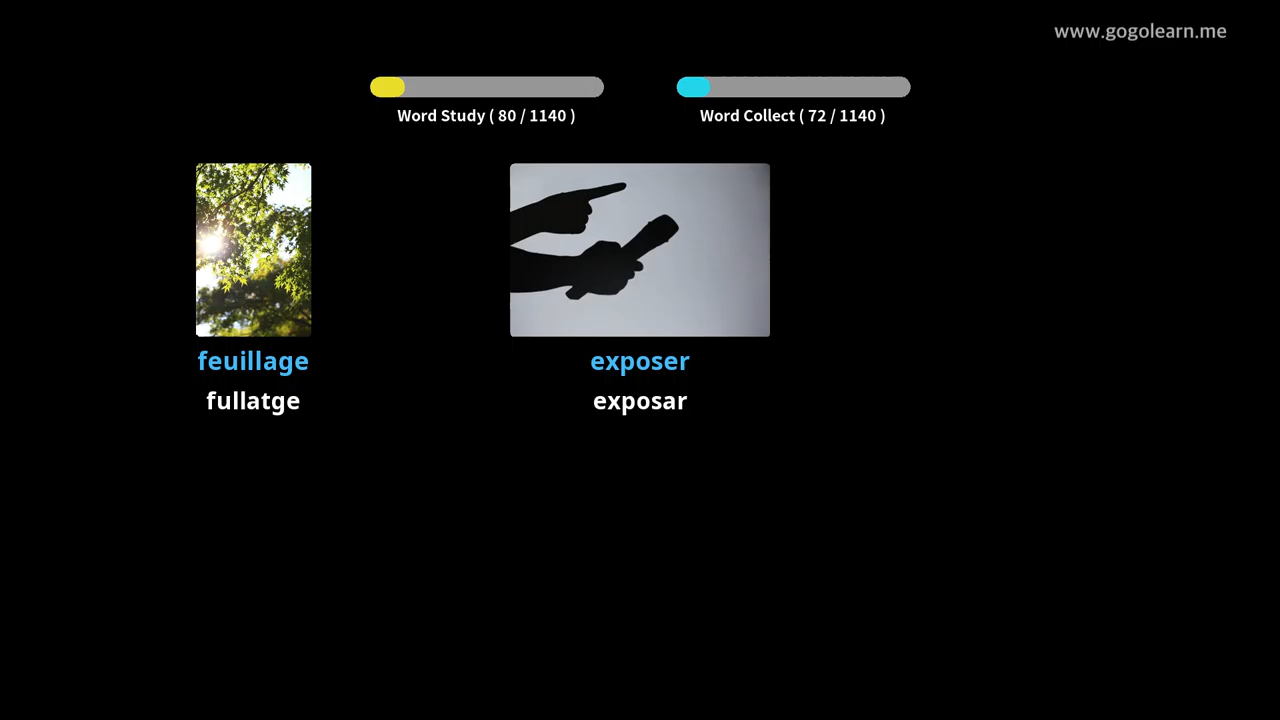 www.gogolearn.me
Word Study ( 80 / 1140 )
Word Collect ( 72 / 1140 )
feuillage
fullatge
exposer
exposar